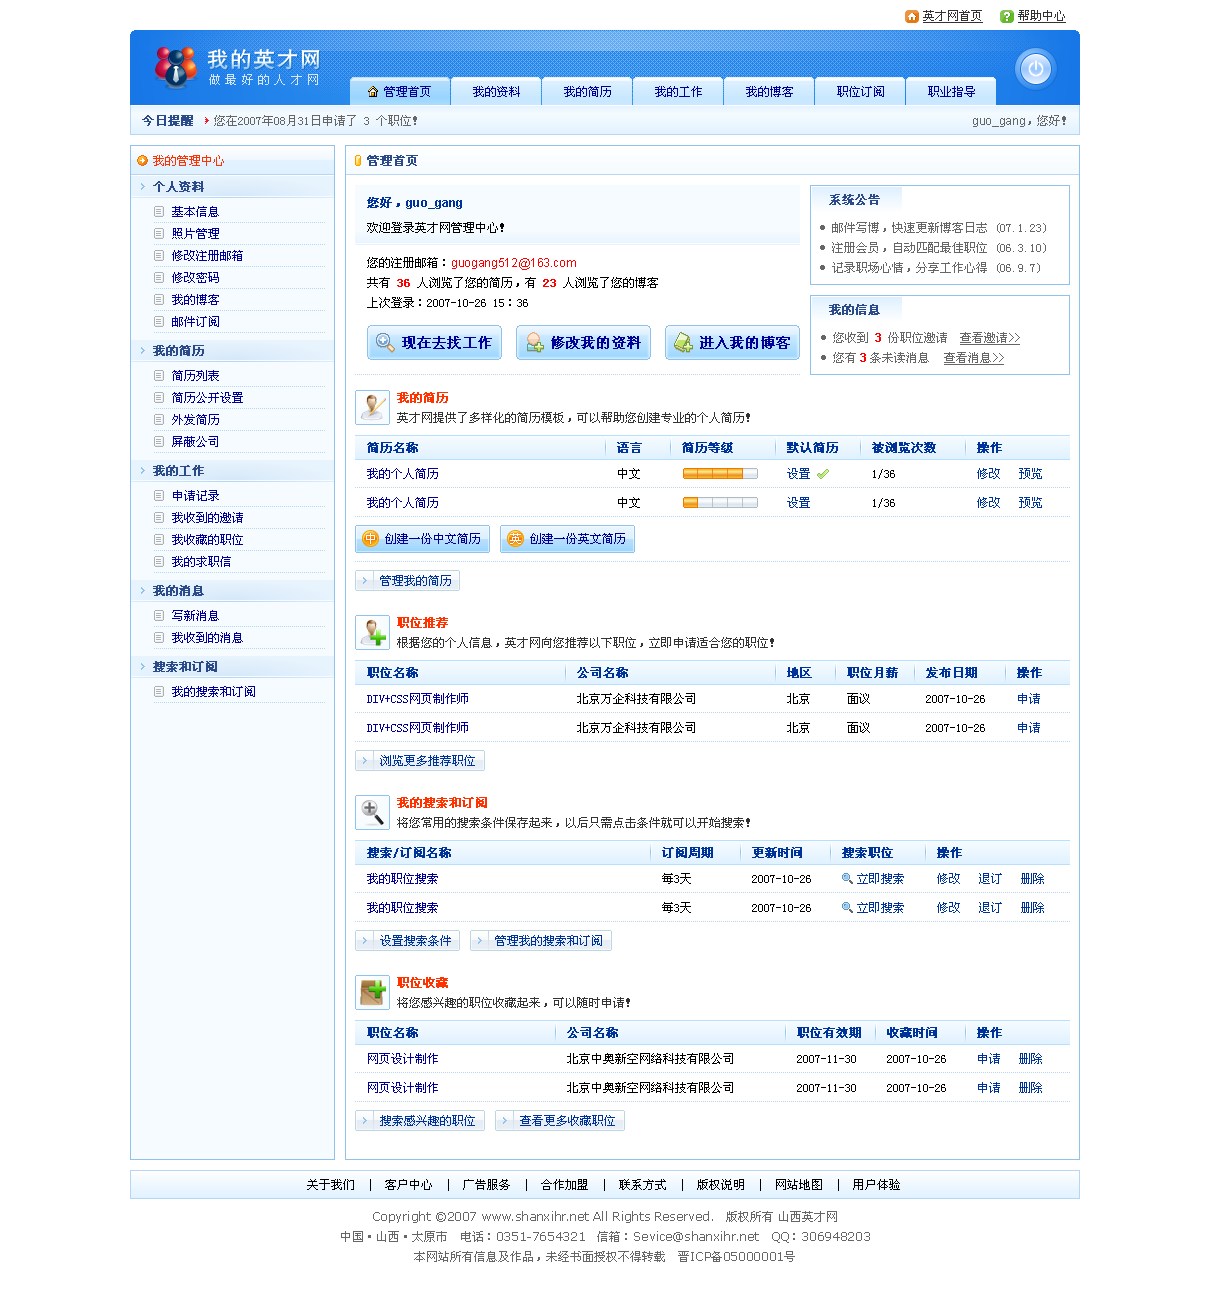 英才网首页 帮助中心
我的英才网
做最好的人才网
管理首页 我的资料 我的简历 我的工作 我的博客 职位订阅 职业指导
今日提醒 您在2007年08月31日申请了 3 个职位! guo_gang，您好!
我的管理中心
个人资料
基本信息
照片管理
修改注册邮箱
修改密码
我的博客
邮件订阅
我的简历
简历列表
简历公开设置
外发简历
屏蔽公司
我的工作
申请记录
我收到的邀请
我收藏的职位
我的求职信
我的消息
写新消息
我收到的消息
搜索和订阅
我的搜索和订阅
管理首页
您好，guo_gang
欢迎登录英才网管理中心!
您的注册邮箱：guogang512@163.com
共有 36 人浏览了您的简历，有 23 人浏览了您的博客
上次登录：2007-10-26 15：36
现在去找工作 修改我的资料 进入我的博客
系统公告
● 邮件写博，快速更新博客日志 (07.1.23)
● 注册会员，自动匹配最佳职位 (06.3.10)
● 记录职场心情，分享工作心得 (06.9.7)
我的信息
● 您收到 3 份职位邀请 查看邀请>>
● 您有 3 条未读消息 查看消息>>
我的简历
英才网提供了多样化的简历模板，可以帮助您创建专业的个人简历!
简历名称 语言 简历等级 默认简历 被浏览次数 操作
我的个人简历 中文 设置 1/36 修改 预览
我的个人简历 中文 设置 1/36 修改 预览
中 创建一份中文简历 英 创建一份英文简历
管理我的简历
职位推荐
根据您的个人信息，英才网向您推荐以下职位，立即申请适合您的职位!
职位名称 公司名称 地区 职位月薪 发布日期 操作
DIV+CSS网页制作师 北京万企科技有限公司 北京 面议 2007-10-26 申请
DIV+CSS网页制作师 北京万企科技有限公司 北京 面议 2007-10-26 申请
浏览更多推荐职位
我的搜索和订阅
将您常用的搜索条件保存起来，以后只需点击条件就可以开始搜索!
搜索/订阅名称 订阅周期 更新时间 搜索职位 操作
我的职位搜索 每3天 2007-10-26 立即搜索 修改 退订 删除
我的职位搜索 每3天 2007-10-26 立即搜索 修改 退订 删除
设置搜索条件 管理我的搜索和订阅
职位收藏
将您感兴趣的职位收藏起来，可以随时申请!
职位名称 公司名称 职位有效期 收藏时间 操作
网页设计制作 北京中奥新空网络科技有限公司 2007-11-30 2007-10-26 申请 删除
网页设计制作 北京中奥新空网络科技有限公司 2007-11-30 2007-10-26 申请 删除
搜索感兴趣的职位 查看更多收藏职位
关于我们 | 客户中心 | 广告服务 | 合作加盟 | 联系方式 | 版权说明 | 网站地图 | 用户体验
Copyright ©2007 www.shanxihr.net All Rights Reserved. 版权所有 山西英才网
中国·山西·太原市 电话：0351-7654321 信箱：Sevice@shanxihr.net QQ：306948203
本网站所有信息及作品，未经书面授权不得转载 晋ICP备05000001号